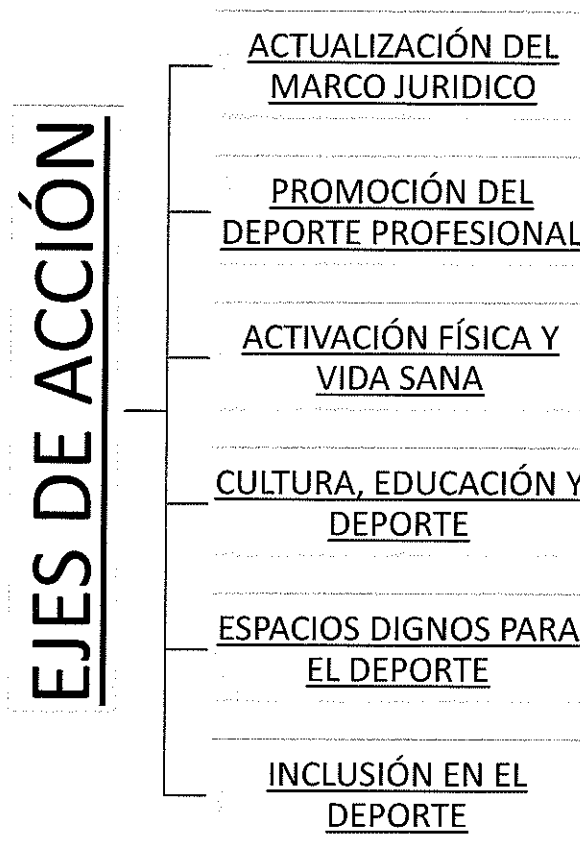 EJES DE ACCIÓN
ACTUALIZACIÓN DEL
MARCO JURIDICO
PROMOCIÓN DEL
DEPORTE PROFESIONAL
ACTIVACIÓN FÍSICA Y
VIDA SANA
CULTURA, EDUCACIÓN Y
DEPORTE
ESPACIOS DIGNOS PARA
EL DEPORTE
INCLUSIÓN EN EL
DEPORTE